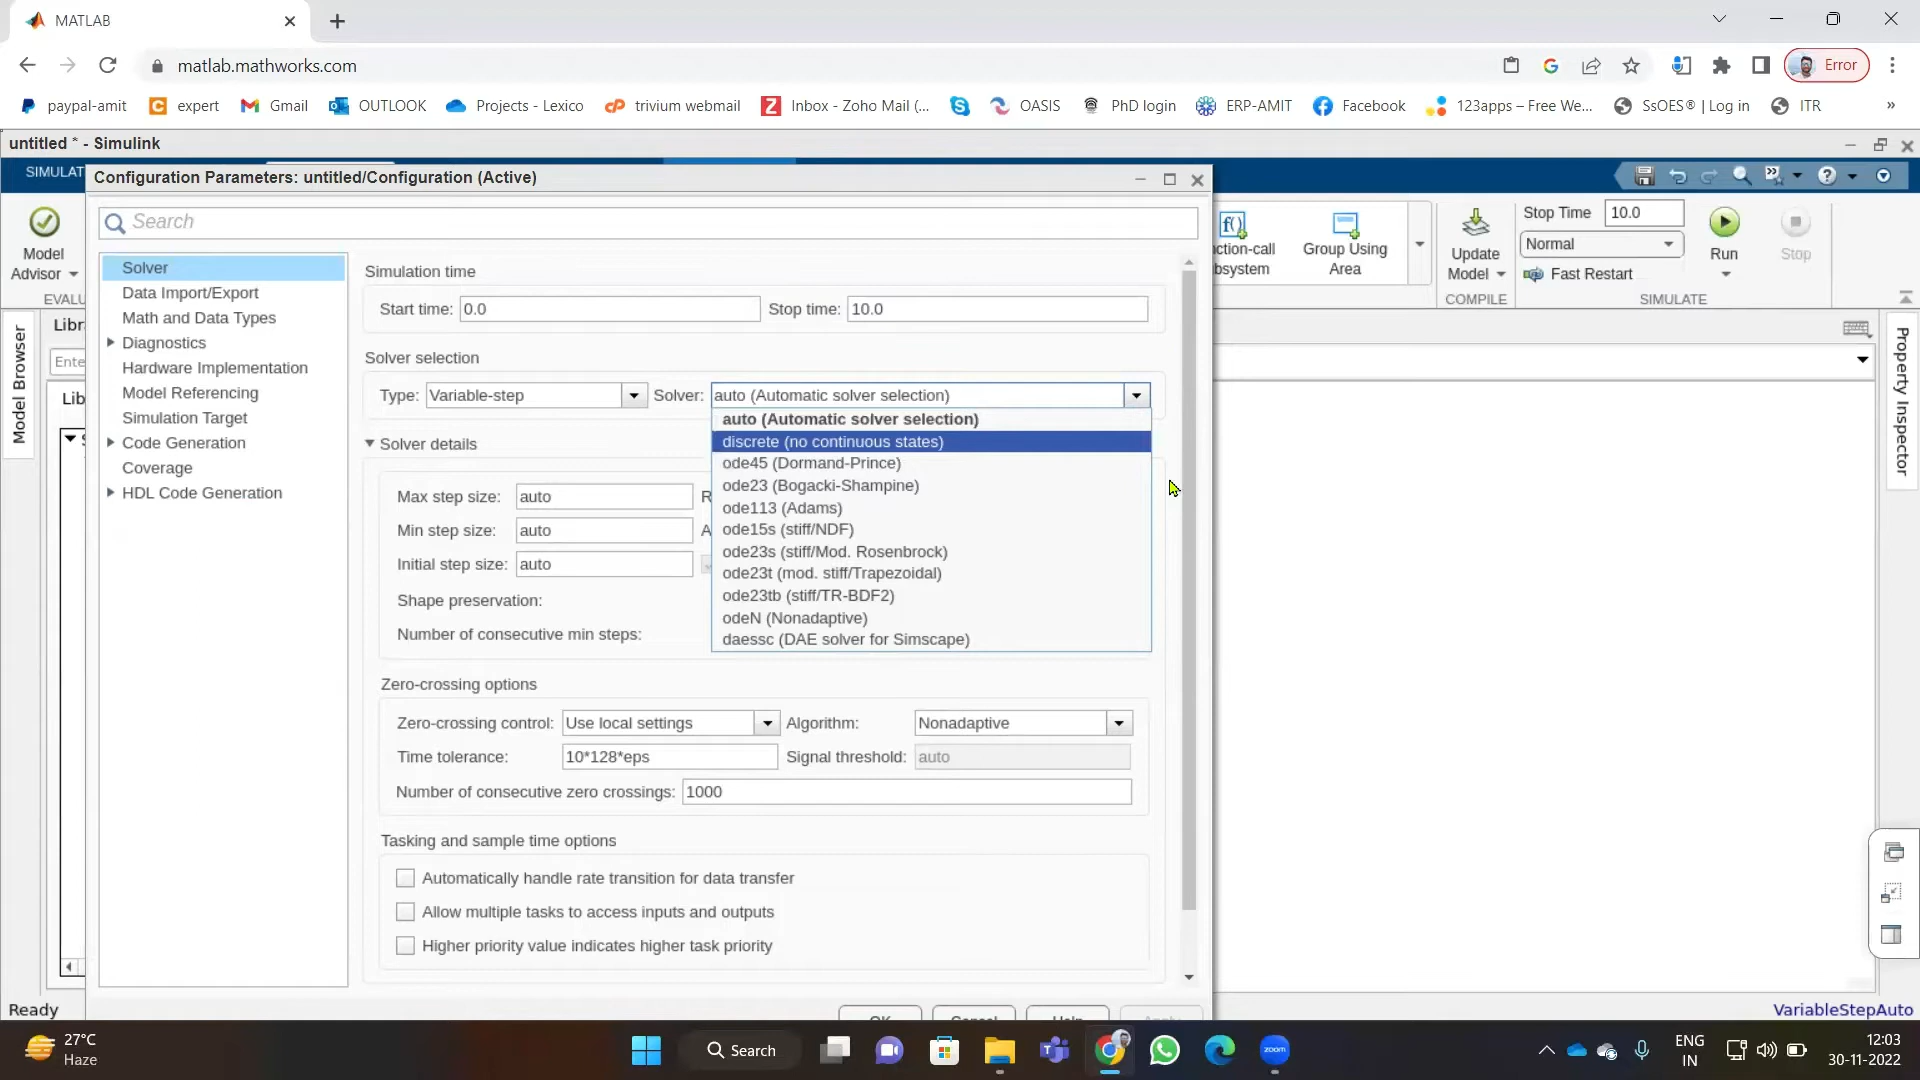 MATLAB
matlab.mathworks.com
Error
paypal-amit
expert
Gmail
OUTLOOK
Projects - Lexico
trivium webmail
Inbox - Zoho Mail (...
OASIS
PhD login
ERP-AMIT
Facebook
123apps – Free We...
SsOES® | Log in
ITR
»
untitled * - Simulink
SIMULAT
Configuration Parameters: untitled/Configuration (Active)
Search
Model
Advisor
EVALU
Solver
Data Import/Export
Math and Data Types
Diagnostics
Hardware Implementation
Model Referencing
Simulation Target
Code Generation
Coverage
HDL Code Generation
Simulation time
Start time: 0.0
Stop time: 10.0
Solver selection
Type: Variable-step
Solver: auto (Automatic solver selection)
auto (Automatic solver selection)
discrete (no continuous states)
ode45 (Dormand-Prince)
ode23 (Bogacki-Shampine)
ode113 (Adams)
ode15s (stiff/NDF)
ode23s (stiff/Mod. Rosenbrock)
ode23t (mod. stiff/Trapezoidal)
ode23tb (stiff/TR-BDF2)
odeN (Nonadaptive)
daessc (DAE solver for Simscape)
Solver details
Max step size: auto R
Min step size: auto A
Initial step size: auto
Shape preservation:
Number of consecutive min steps:
Zero-crossing options
Zero-crossing control: Use local settings
Algorithm: Nonadaptive
Time tolerance: 10*128*eps
Signal threshold: auto
Number of consecutive zero crossings: 1000
Tasking and sample time options
Automatically handle rate transition for data transfer
Allow multiple tasks to access inputs and outputs
Higher priority value indicates higher task priority
OK Cancel Help Apply
f()
ction-call
bsystem
Group Using
Area
Update
Model
COMPILE
Stop Time 10.0
Normal
Fast Restart
Run
Stop
SIMULATE
Model Browser
Libr
Ente
Lib
Property Inspector
Ready
VariableStepAuto
27°C
Haze
Search
zoom
ENG
IN
12:03
30-11-2022